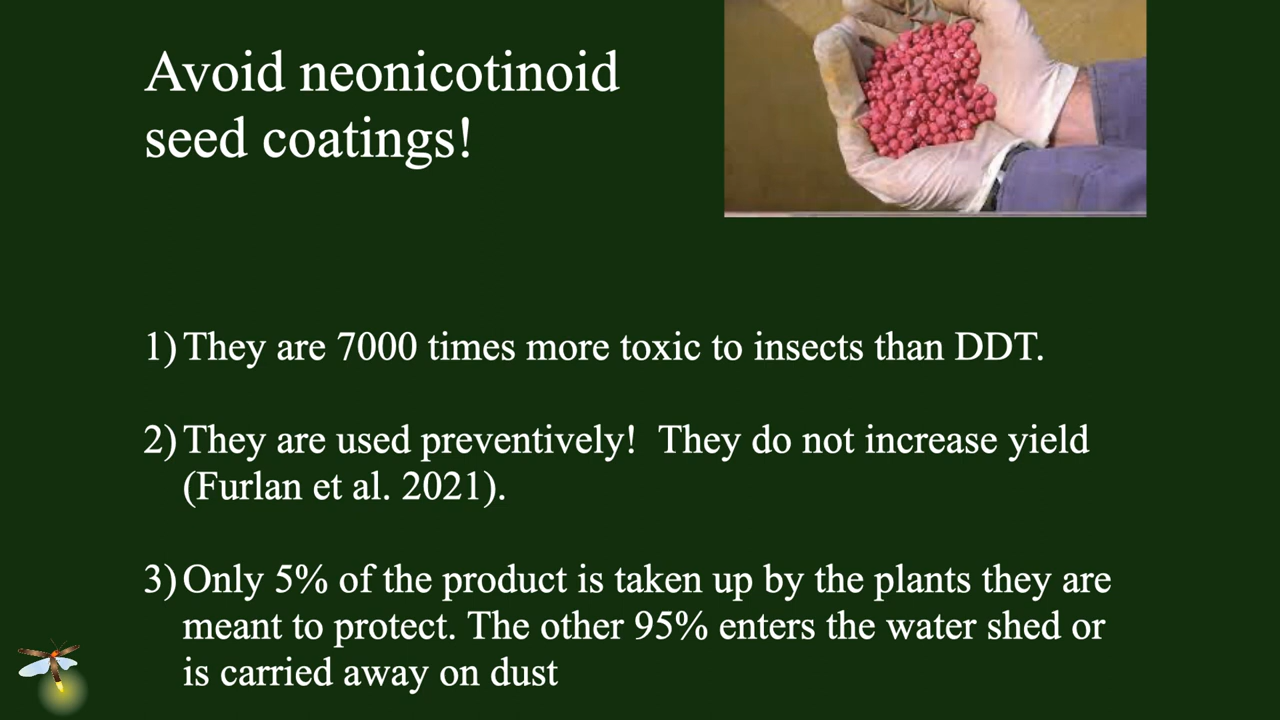 Avoid neonicotinoid
seed coatings!
1) They are 7000 times more toxic to insects than DDT.
2) They are used preventively!  They do not increase yield
(Furlan et al. 2021).
3) Only 5% of the product is taken up by the plants they are
meant to protect. The other 95% enters the water shed or
is carried away on dust